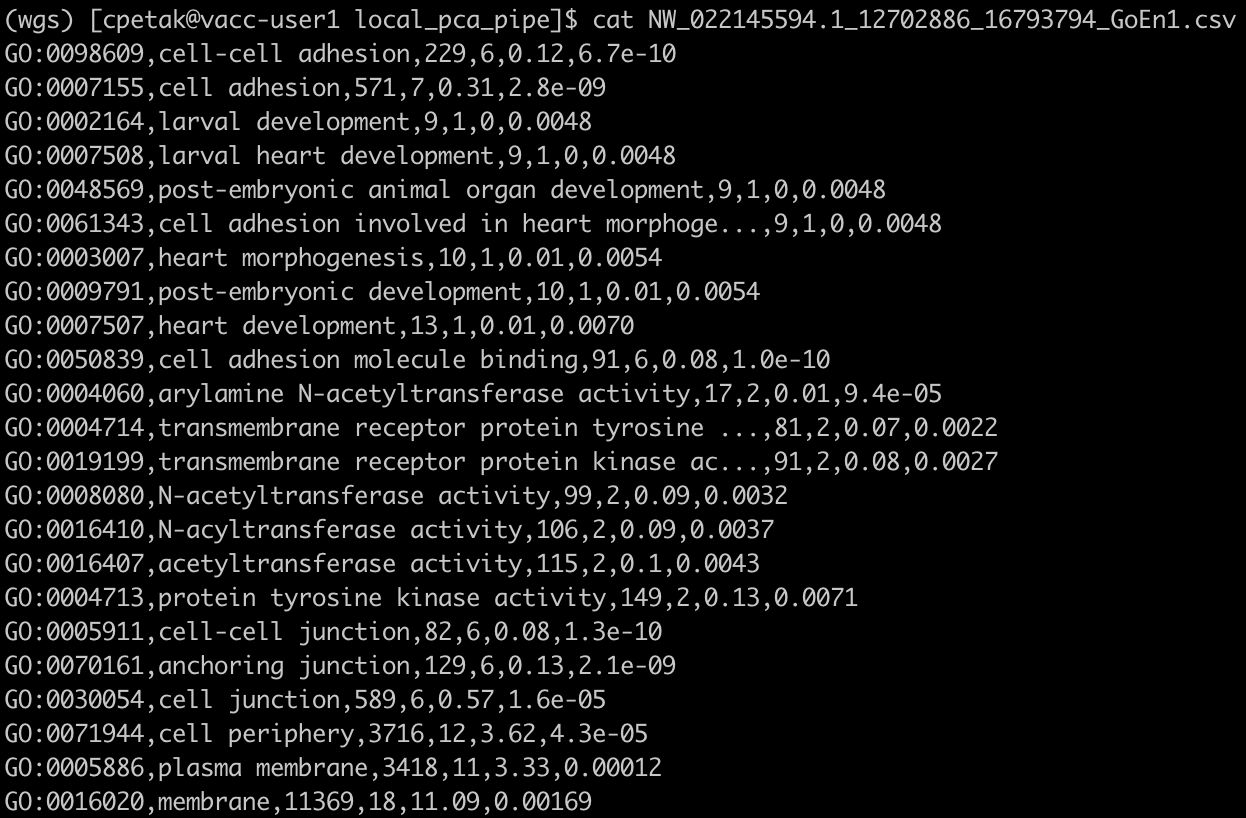 (wgs) [cpetak@vacc-user1 local_pca_pipe]$ cat NW_022145594.1_12702886_16793794_GoEn1.csv
GO:0098609,cell-cell adhesion,229,6,0.12,6.7e-10
GO:0007155,cell adhesion,571,7,0.31,2.8e-09
GO:0002164,larval development,9,1,0,0.0048
GO:0007508,larval heart development,9,1,0,0.0048
GO:0048569,post-embryonic animal organ development,9,1,0,0.0048
GO:0061343,cell adhesion involved in heart morphoge...,9,1,0,0.0048
GO:0003007,heart morphogenesis,10,1,0.01,0.0054
GO:0009791,post-embryonic development,10,1,0.01,0.0054
GO:0007507,heart development,13,1,0.01,0.0070
GO:0050839,cell adhesion molecule binding,91,6,0.08,1.0e-10
GO:0004060,arylamine N-acetyltransferase activity,17,2,0.01,9.4e-05
GO:0004714,transmembrane receptor protein tyrosine ...,81,2,0.07,0.0022
GO:0019199,transmembrane receptor protein kinase ac...,91,2,0.08,0.0027
GO:0008080,N-acetyltransferase activity,99,2,0.09,0.0032
GO:0016410,N-acyltransferase activity,106,2,0.09,0.0037
GO:0016407,acetyltransferase activity,115,2,0.1,0.0043
GO:0004713,protein tyrosine kinase activity,149,2,0.13,0.0071
GO:0005911,cell-cell junction,82,6,0.08,1.3e-10
GO:0070161,anchoring junction,129,6,0.13,2.1e-09
GO:0030054,cell junction,589,6,0.57,1.6e-05
GO:0071944,cell periphery,3716,12,3.62,4.3e-05
GO:0005886,plasma membrane,3418,11,3.33,0.00012
GO:0016020,membrane,11369,18,11.09,0.00169